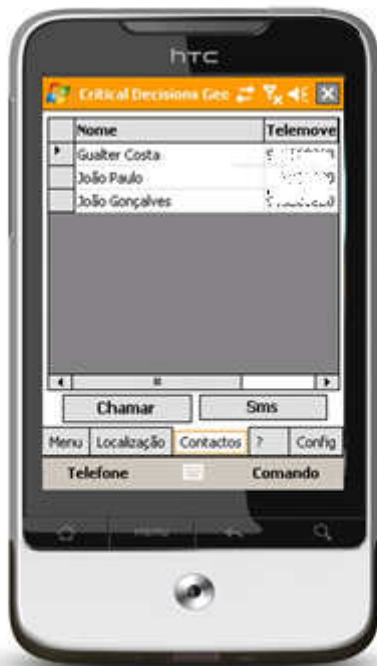 hTC
Critical Decisions Geo
Nome Telemove
Gualter Costa
João Paulo
João Gonçalves
Chamar Sms
Menu Localização Contactos ? Config
Telefone Comando